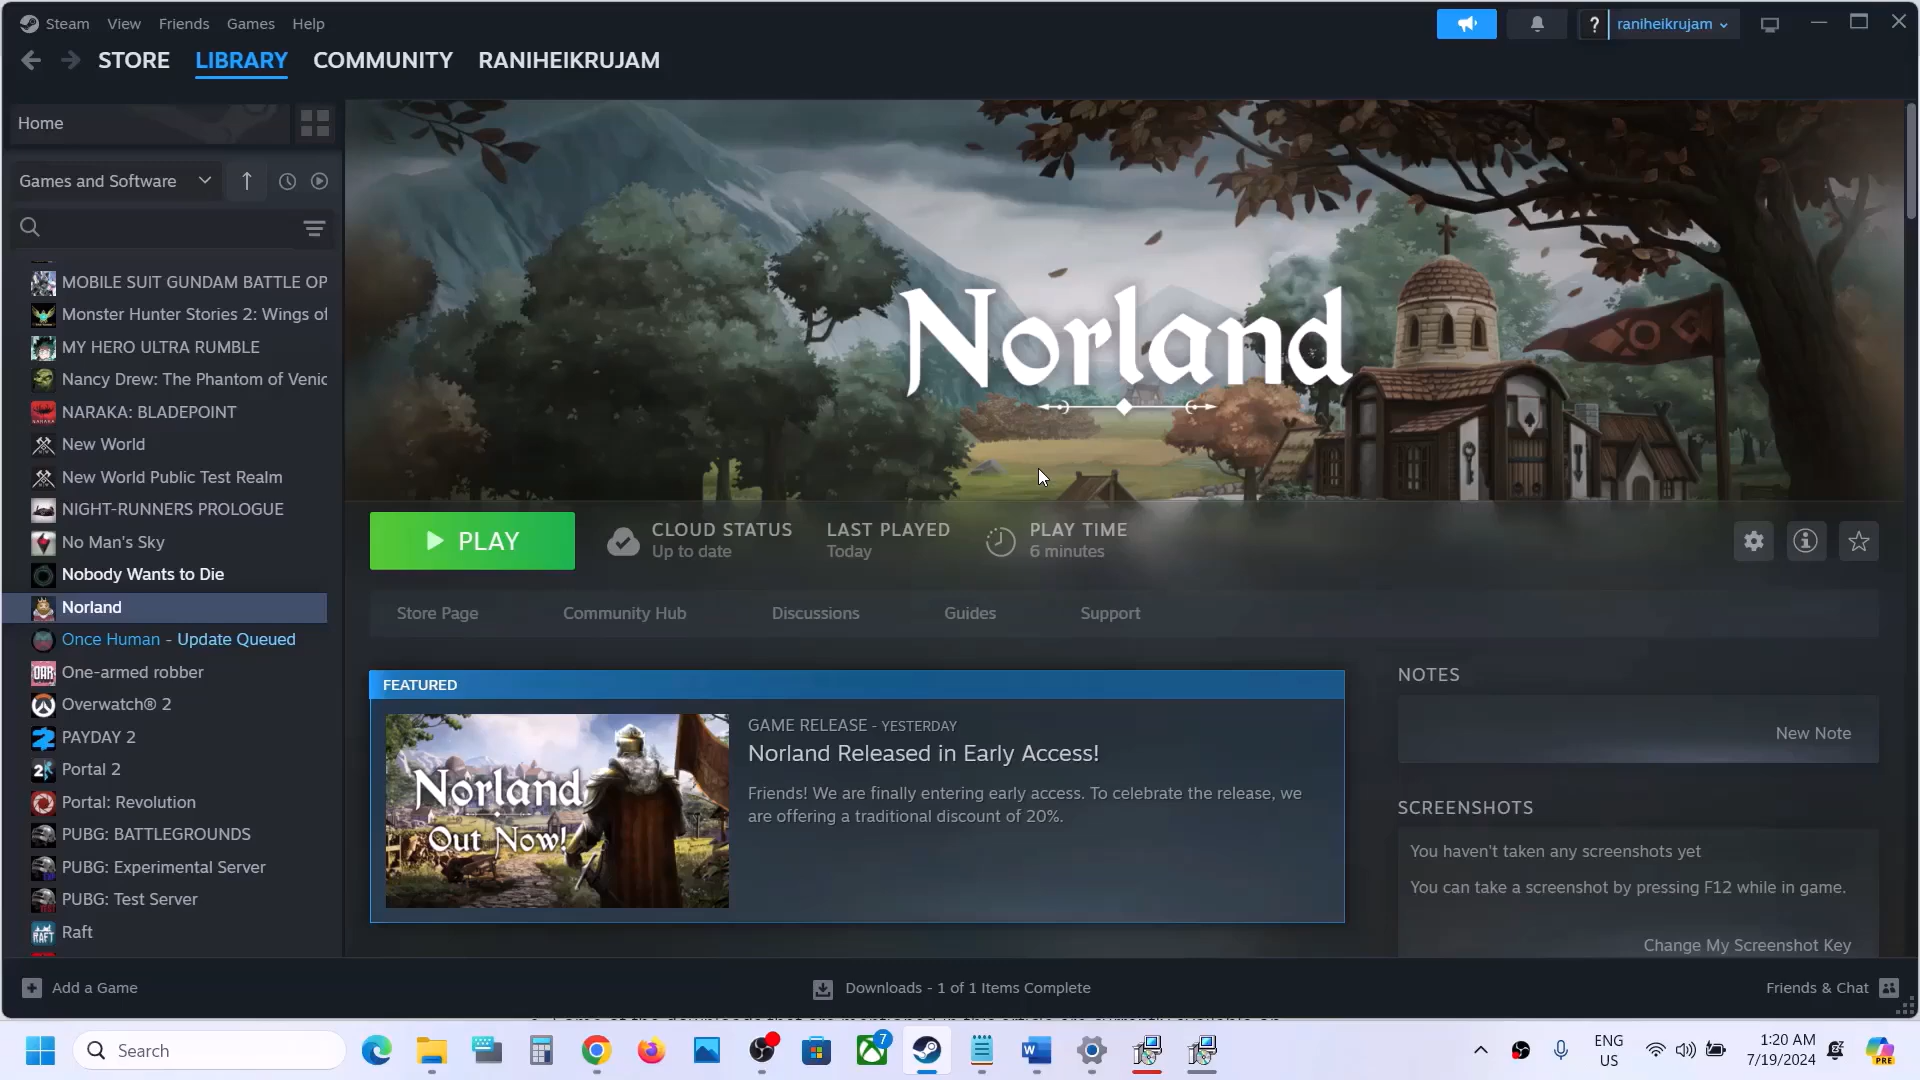 Steam View Friends Games Help
raniheikrujam
STORE LIBRARY COMMUNITY RANIHEIKRUJAM
Home
Games and Software
MOBILE SUIT GUNDAM BATTLE OP
Monster Hunter Stories 2: Wings of
MY HERO ULTRA RUMBLE
Nancy Drew: The Phantom of Venic
NARAKA: BLADEPOINT
New World
New World Public Test Realm
NIGHT-RUNNERS PROLOGUE
No Man's Sky
Nobody Wants to Die
Norland
Once Human - Update Queued
One-armed robber
Overwatch® 2
PAYDAY 2
Portal 2
Portal: Revolution
PUBG: BATTLEGROUNDS
PUBG: Experimental Server
PUBG: Test Server
Raft
Norland
PLAY
CLOUD STATUS
Up to date
LAST PLAYED
Today
PLAY TIME
6 minutes
Store Page Community Hub Discussions Guides Support
FEATURED
Norland
Out Now!
GAME RELEASE - YESTERDAY
Norland Released in Early Access!
Friends! We are finally entering early access. To celebrate the release, we
are offering a traditional discount of 20%.
NOTES
New Note
SCREENSHOTS
You haven't taken any screenshots yet
You can take a screenshot by pressing F12 while in game.
Change My Screenshot Key
Add a Game
Downloads - 1 of 1 Items Complete
Friends & Chat
Search
7
ENG
US
1:20 AM
7/19/2024
PRE